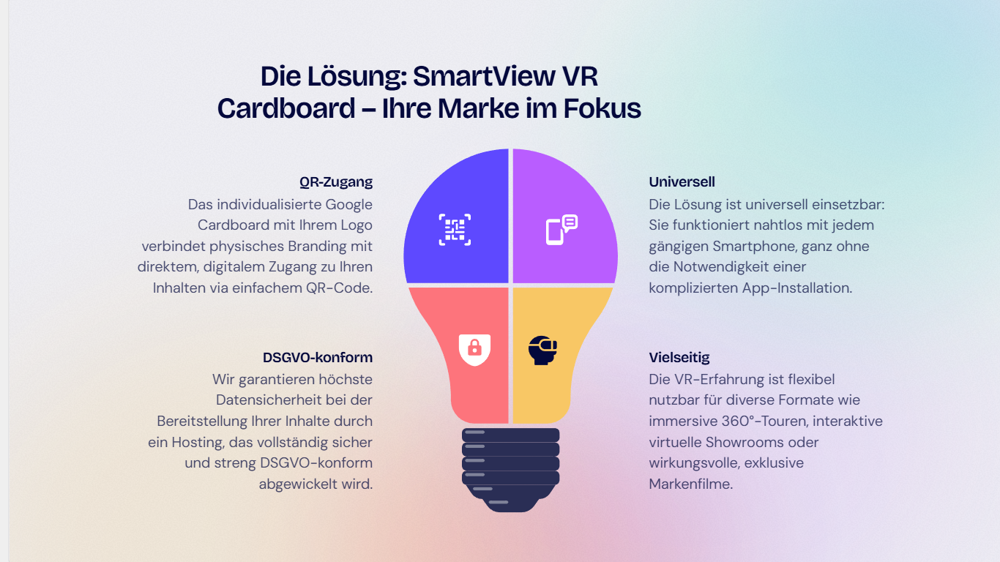 Die Lösung: SmartView VR
Cardboard – Ihre Marke im Fokus
QR-Zugang
Das individualisierte Google
Cardboard mit Ihrem Logo
verbindet physisches Branding mit
direktem, digitalem Zugang zu Ihren
Inhalten via einfachem QR-Code.
Universell
Die Lösung ist universell einsetzbar:
Sie funktioniert nahtlos mit jedem
gängigen Smartphone, ganz ohne
die Notwendigkeit einer
komplizierten App-Installation.
DSGVO-konform
Wir garantieren höchste
Datensicherheit bei der
Bereitstellung Ihrer Inhalte durch
ein Hosting, das vollständig sicher
und streng DSGVO-konform
abgewickelt wird.
Vielseitig
Die VR-Erfahrung ist flexibel
nutzbar für diverse Formate wie
immersive 360°-Touren, interaktive
virtuelle Showrooms oder
wirkungsvolle, exklusive
Markenfilme.